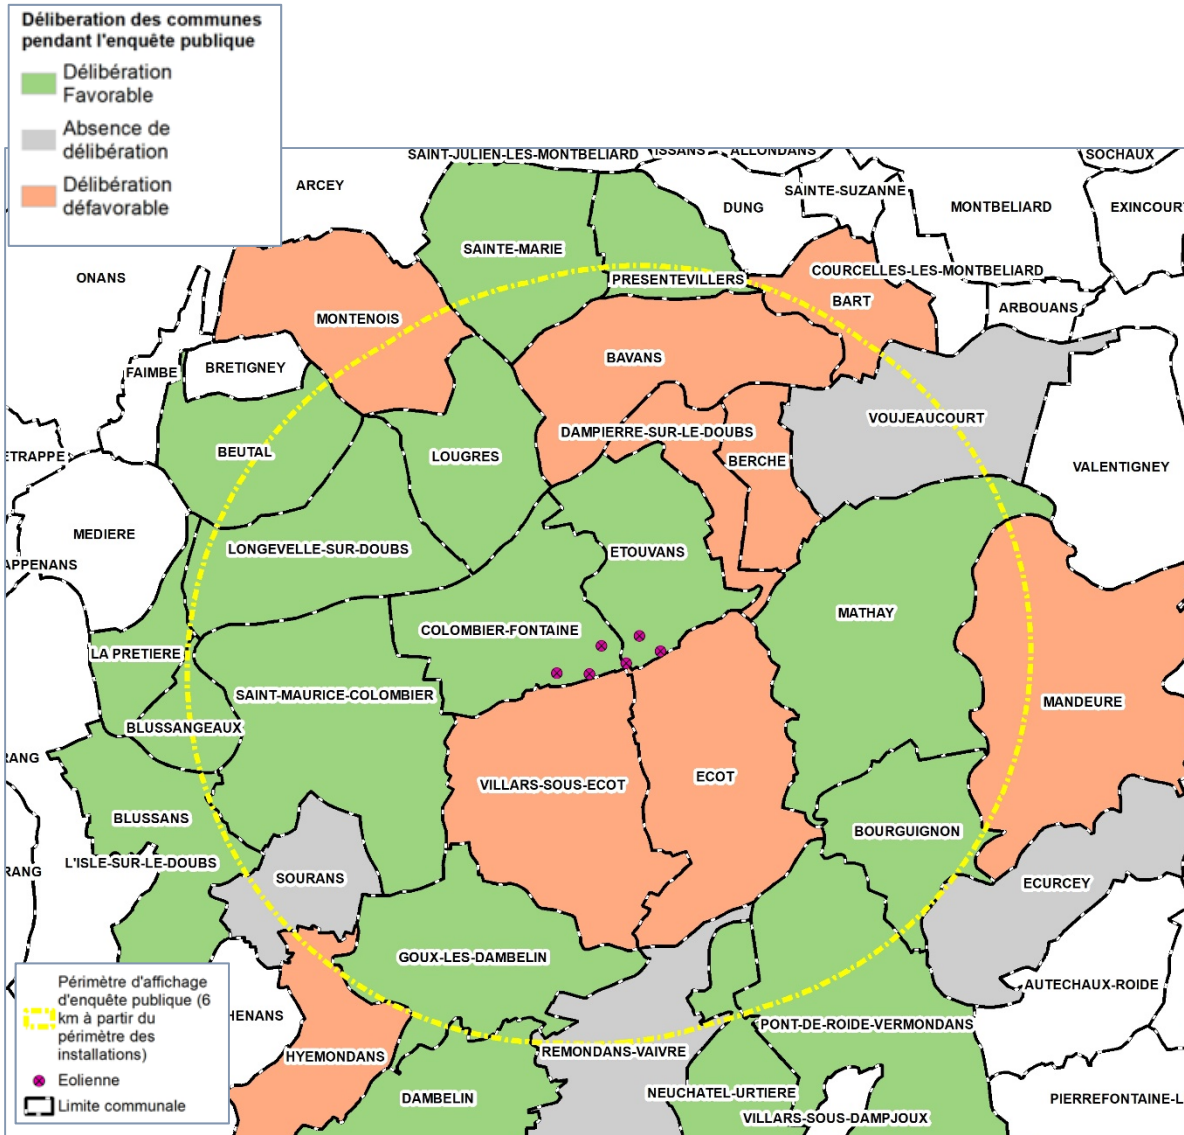 Déliberation des communes
pendant l'enquête publique
Délibération
Favorable
Absence de
délibération
Délibération
défavorable
SAINT-JULIEN-LES-MONTBELIARD
ISSANS
ALLONDANS
SOCHAUX
ARCEY
SAINTE-SUZANNE
DUNG
MONTBELIARD
EXINCOURT
SAINTE-MARIE
ONANS
PRESENTEVILLERS
COURCELLES-LES-MONTBELIARD
BART
ARBOUANS
MONTENOIS
BAVANS
BRETIGNEY
FAIMBE
VOUJEAUCOURT
DAMPIERRE-SUR-LE-DOUBS
BEUTAL
LOUGRES
ETRAPPE
BERCHE
VALENTIGNEY
MEDIERE
LONGEVELLE-SUR-DOUBS
ETOUVANS
APPENANS
MATHAY
COLOMBIER-FONTAINE
LA PRETIERE
SAINT-MAURICE-COLOMBIER
MANDEURE
BLUSSANGEAUX
RANG
ECOT
VILLARS-SOUS-ECOT
BLUSSANS
BOURGUIGNON
L'ISLE-SUR-LE-DOUBS
RANG
SOURANS
ECURCEY
GOUX-LES-DAMBELIN
AUTECHAUX-ROIDE
HENANS
PONT-DE-ROIDE-VERMONDANS
REMONDANS-VAIVRE
HYEMONDANS
NEUCHATEL-URTIERE
DAMBELIN
PIERREFONTAINE-L
VILLARS-SOUS-DAMPJOUX
Périmètre d'affichage
d'enquête publique (6
km à partir du
périmètre des
installations)
Eolienne
Limite communale